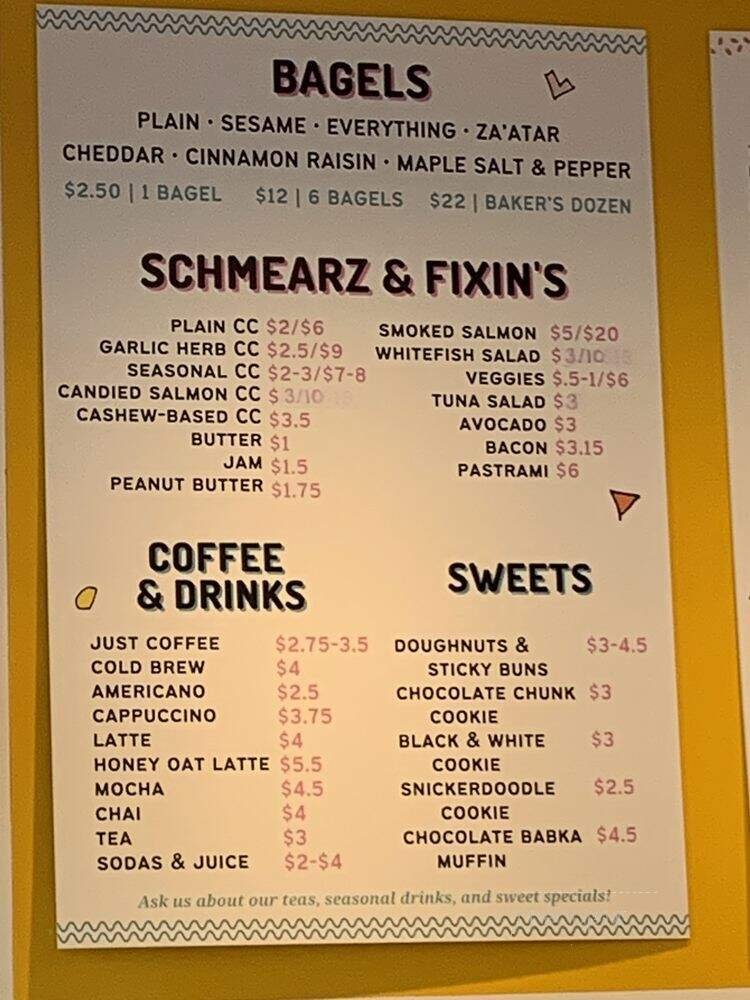 BAGELS
PLAIN · SESAME · EVERYTHING · ZA'ATAR
CHEDDAR · CINNAMON RAISIN · MAPLE SALT & PEPPER
$2.50 | 1 BAGEL $12 | 6 BAGELS $22 | BAKER'S DOZEN
SCHMEARZ & FIXIN'S
PLAIN CC $2/$6
GARLIC HERB CC $2.5/$9
SEASONAL CC $2-3/$7-8
CANDIED SALMON CC $3/10
CASHEW-BASED CC $3.5
BUTTER $1
JAM $1.5
PEANUT BUTTER $1.75
SMOKED SALMON $5/$20
WHITEFISH SALAD $3/10
VEGGIES $.5-1/$6
TUNA SALAD $3
AVOCADO $3
BACON $3.15
PASTRAMI $6
COFFEE
& DRINKS
JUST COFFEE $2.75-3.5
COLD BREW $4
AMERICANO $2.5
CAPPUCCINO $3.75
LATTE $4
HONEY OAT LATTE $5.5
MOCHA $4.5
CHAI $4
TEA $3
SODAS & JUICE $2-$4
SWEETS
DOUGHNUTS & $3-4.5
STICKY BUNS
CHOCOLATE CHUNK $3
COOKIE
BLACK & WHITE $3
COOKIE
SNICKERDOODLE $2.5
COOKIE
CHOCOLATE BABKA $4.5
MUFFIN
Ask us about our teas, seasonal drinks, and sweet specials!